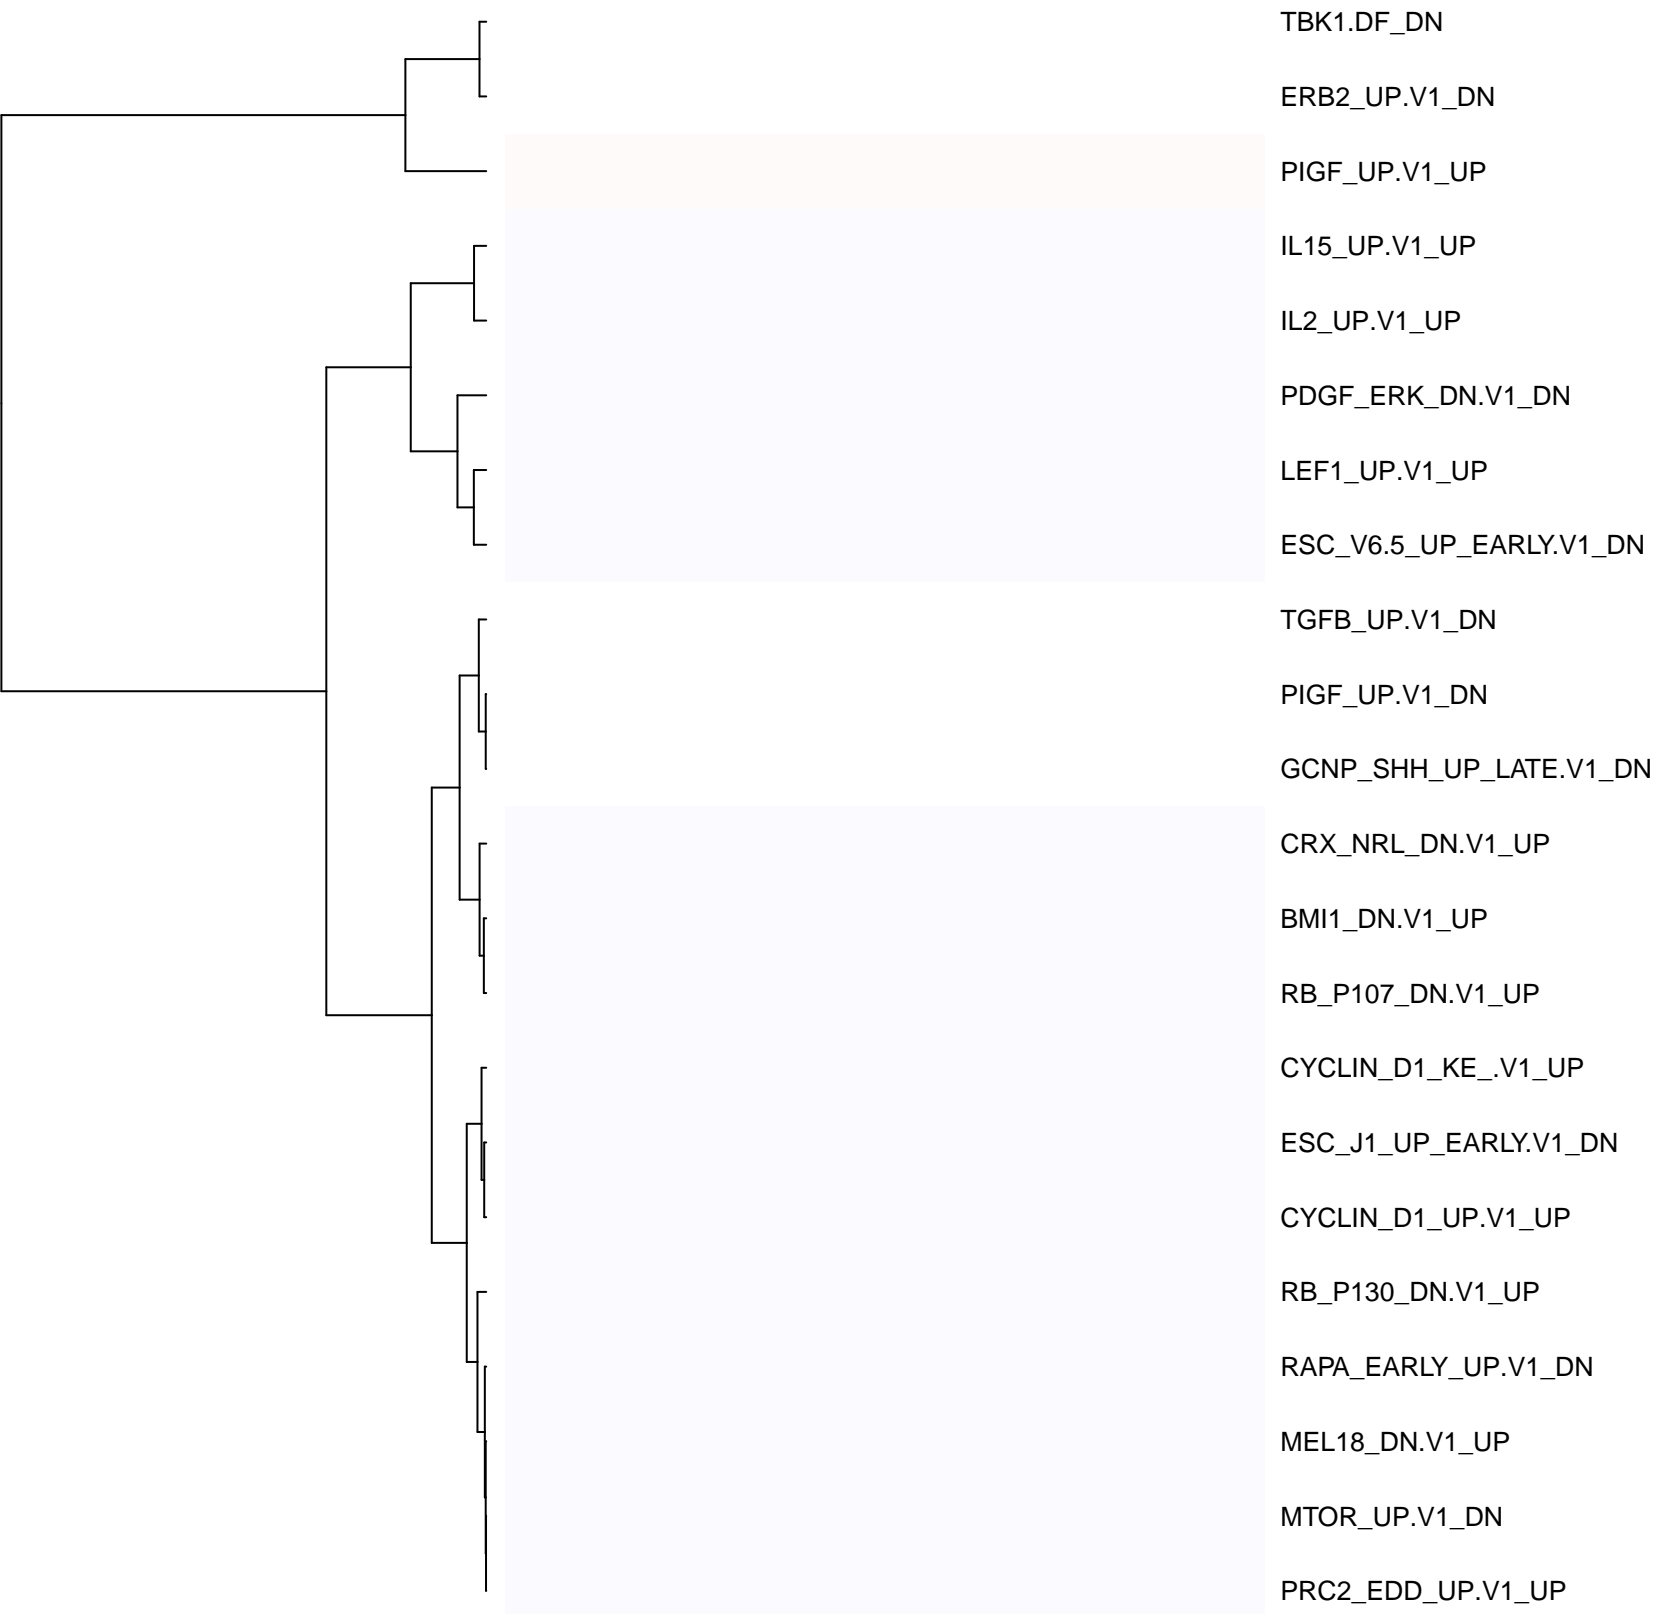 TBK1.DF_DN
ERB2_UP.V1_DN
PIGF_UP.V1_UP
IL15_UP.V1_UP
IL2_UP.V1_UP
PDGF_ERK_DN.V1_DN
LEF1_UP.V1_UP
ESC_V6.5_UP_EARLY.V1_DN
TGFB_UP.V1_DN
PIGF_UP.V1_DN
GCNP_SHH_UP_LATE.V1_DN
CRX_NRL_DN.V1_UP
BMI1_DN.V1_UP
RB_P107_DN.V1_UP
CYCLIN_D1_KE_.V1_UP
ESC_J1_UP_EARLY.V1_DN
CYCLIN_D1_UP.V1_UP
RB_P130_DN.V1_UP
RAPA_EARLY_UP.V1_DN
MEL18_DN.V1_UP
MTOR_UP.V1_DN
PRC2_EDD_UP.V1_UP